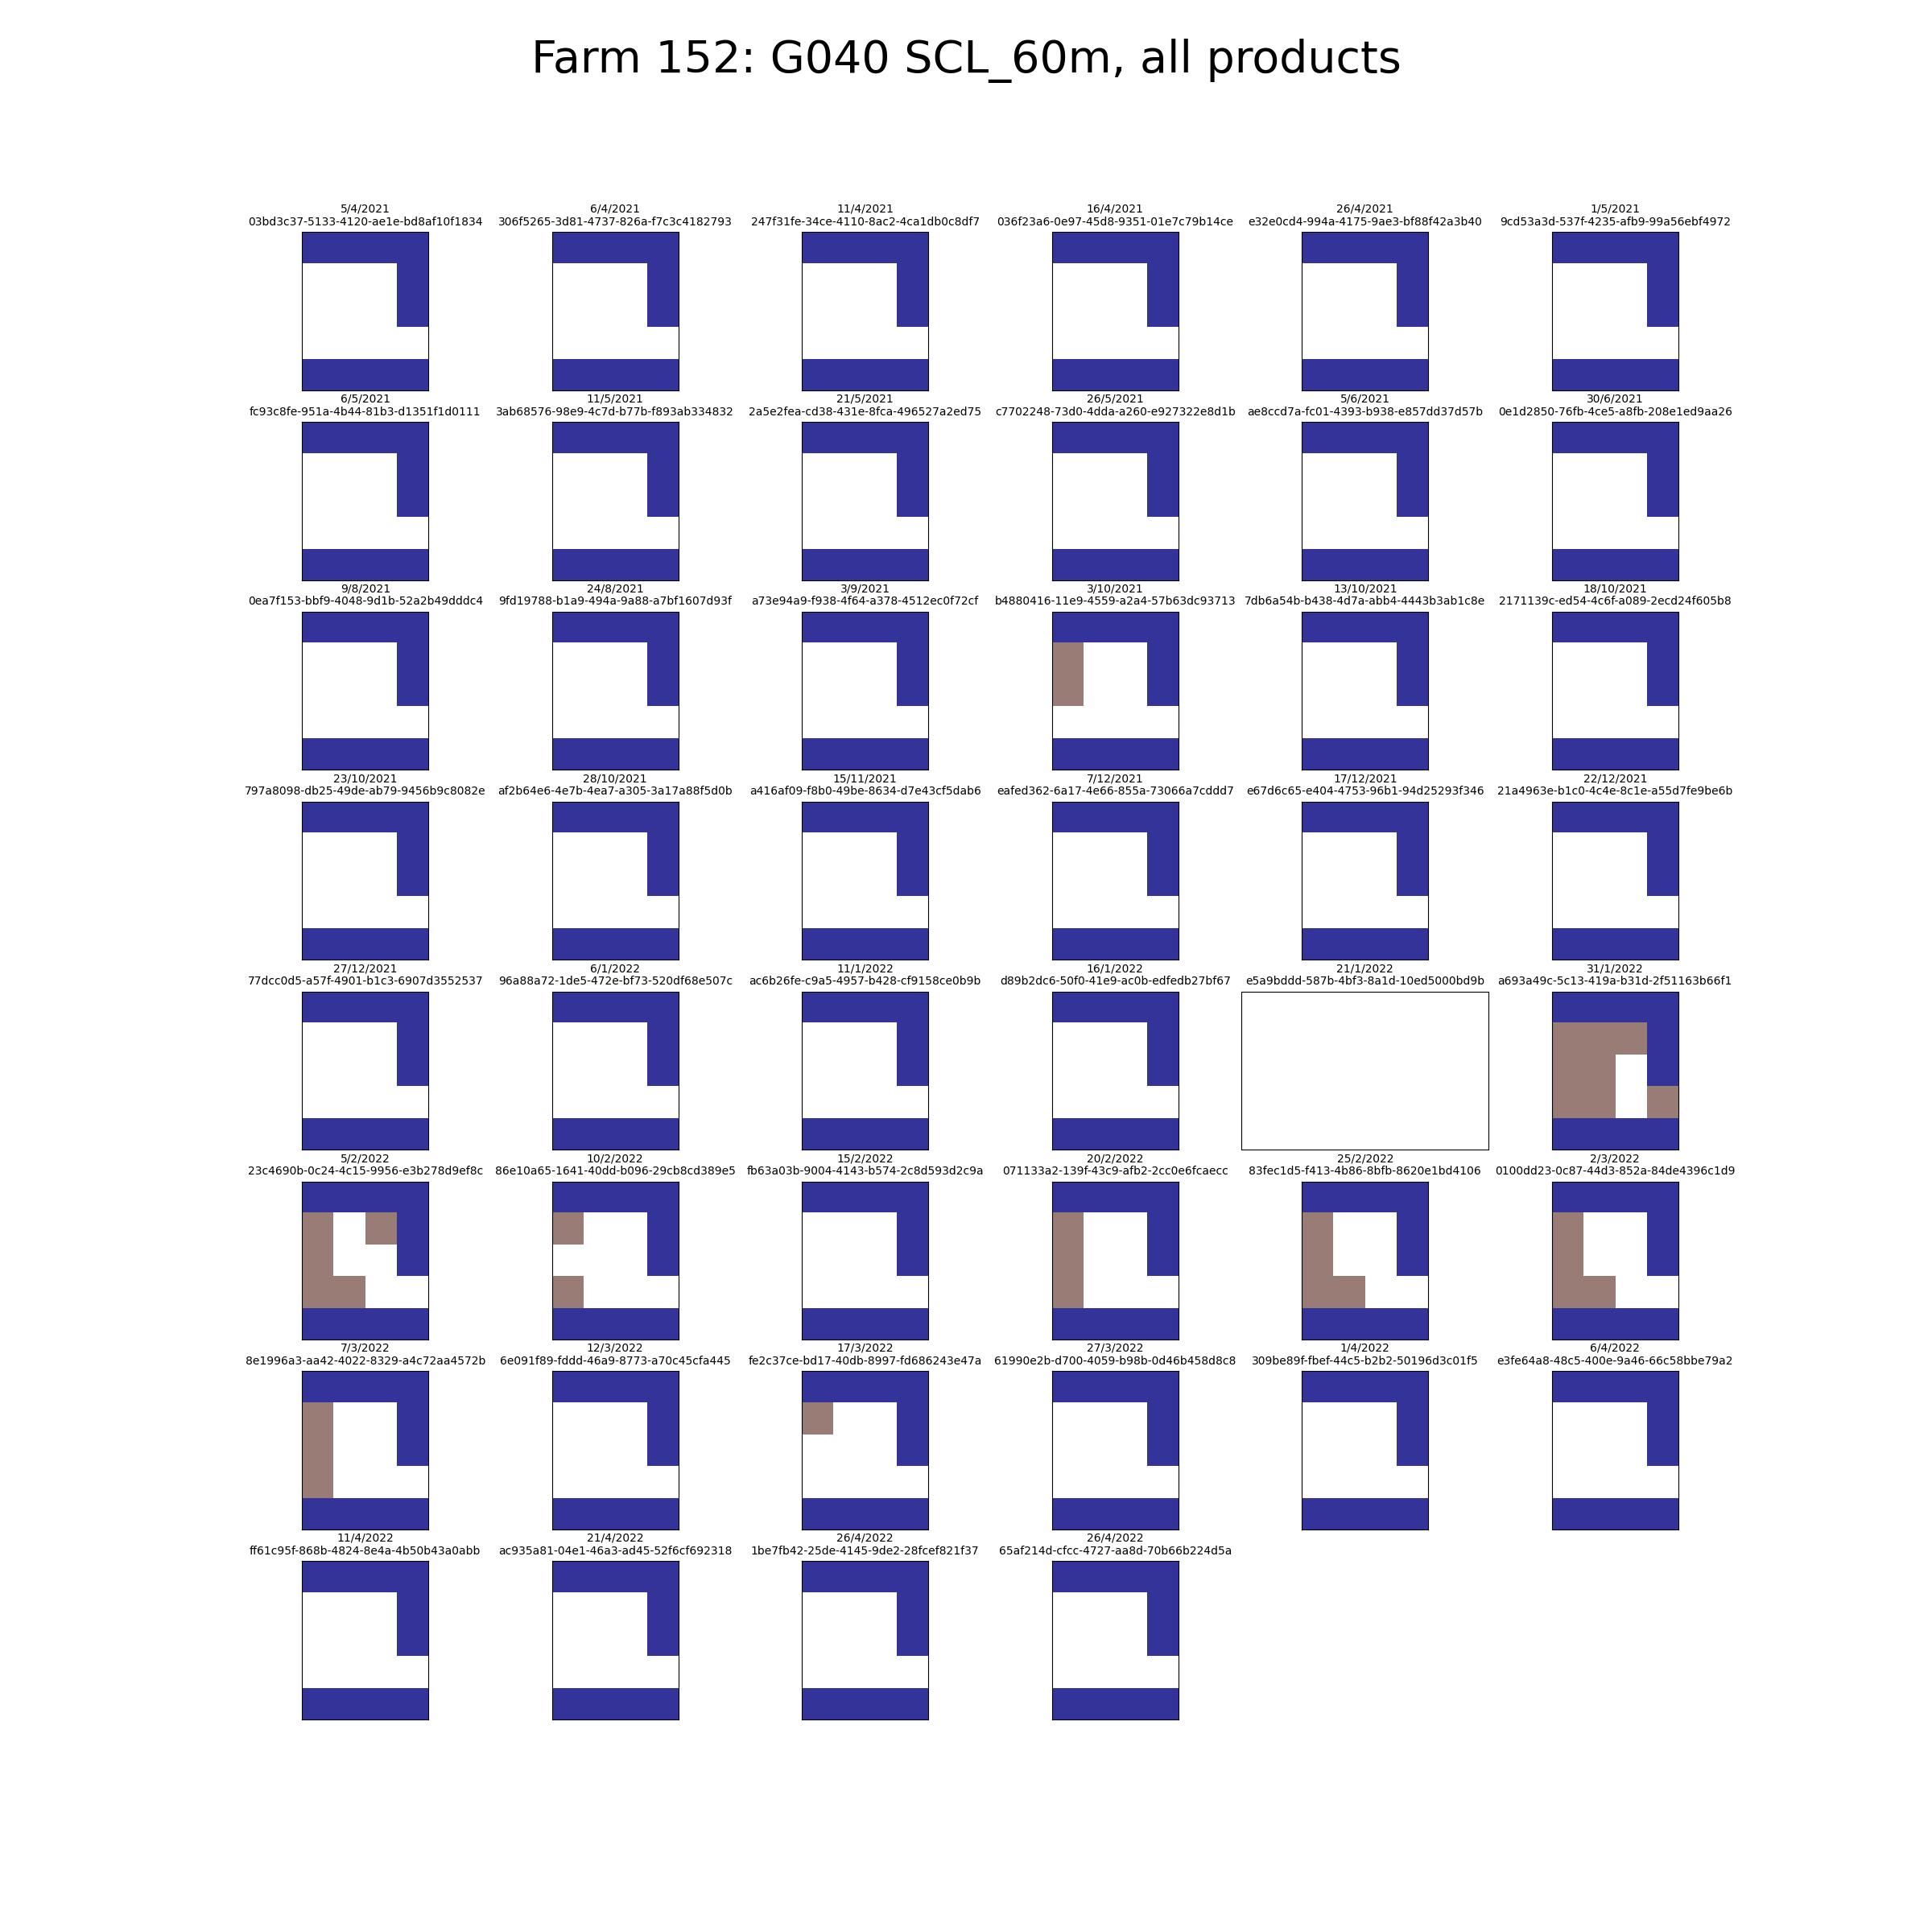 Farm 152: G040 SCL_60m, all products
5/4/2021
03bd3c37-5133-4120-ae1e-bd8af10f1834
6/4/2021
306f5265-3d81-4737-826a-f7c3c4182793
11/4/2021
247f31fe-34ce-4110-8ac2-4ca1db0c8df7
16/4/2021
036f23a6-0e97-45d8-9351-01e7c79b14ce
26/4/2021
e32e0cd4-994a-4175-9ae3-bf88f42a3b40
1/5/2021
9cd53a3d-537f-4235-afb9-99a56ebf4972
6/5/2021
fc93c8fe-951a-4b44-81b3-d1351f1d0111
11/5/2021
3ab68576-98e9-4c7d-b77b-f893ab334832
21/5/2021
2a5e2fea-cd38-431e-8fca-496527a2ed75
26/5/2021
c7702248-73d0-4dda-a260-e927322e8d1b
5/6/2021
ae8ccd7a-fc01-4393-b938-e857dd37d57b
30/6/2021
0e1d2850-76fb-4ce5-a8fb-208e1ed9aa26
9/8/2021
0ea7f153-bbf9-4048-9d1b-52a2b49dddc4
24/8/2021
9fd19788-b1a9-494a-9a88-a7bf1607d93f
3/9/2021
a73e94a9-f938-4f64-a378-4512ec0f72cf
3/10/2021
b4880416-11e9-4559-a2a4-57b63dc93713
13/10/2021
7db6a54b-b438-4d7a-abb4-4443b3ab1c8e
18/10/2021
2171139c-ed54-4c6f-a089-2ecd24f605b8
23/10/2021
797a8098-db25-49de-ab79-9456b9c8082e
28/10/2021
af2b64e6-4e7b-4ea7-a305-3a17a88f5d0b
15/11/2021
a416af09-f8b0-49be-8634-d7e43cf5dab6
7/12/2021
eafed362-6a17-4e66-855a-73066a7cddd7
17/12/2021
e67d6c65-e404-4753-96b1-94d25293f346
22/12/2021
21a4963e-b1c0-4c4e-8c1e-a55d7fe9be6b
27/12/2021
77dcc0d5-a57f-4901-b1c3-6907d3552537
6/1/2022
96a88a72-1de5-472e-bf73-520df68e507c
11/1/2022
ac6b26fe-c9a5-4957-b428-cf9158ce0b9b
16/1/2022
d89b2dc6-50f0-41e9-ac0b-edfedb27bf67
21/1/2022
e5a9bddd-587b-4bf3-8a1d-10ed5000bd9b
31/1/2022
a693a49c-5c13-419a-b31d-2f51163b66f1
5/2/2022
23c4690b-0c24-4c15-9956-e3b278d9ef8c
10/2/2022
86e10a65-1641-40dd-b096-29cb8cd389e5
15/2/2022
fb63a03b-9004-4143-b574-2c8d593d2c9a
20/2/2022
071133a2-139f-43c9-afb2-2cc0e6fcaecc
25/2/2022
83fec1d5-f413-4b86-8bfb-8620e1bd4106
2/3/2022
0100dd23-0c87-44d3-852a-84de4396c1d9
7/3/2022
8e1996a3-aa42-4022-8329-a4c72aa4572b
12/3/2022
6e091f89-fddd-46a9-8773-a70c45cfa445
17/3/2022
fe2c37ce-bd17-40db-8997-fd686243e47a
27/3/2022
61990e2b-d700-4059-b98b-0d46b458d8c8
1/4/2022
309be89f-fbef-44c5-b2b2-50196d3c01f5
6/4/2022
e3fe64a8-48c5-400e-9a46-66c58bbe79a2
11/4/2022
ff61c95f-868b-4824-8e4a-4b50b43a0abb
21/4/2022
ac935a81-04e1-46a3-ad45-52f6cf692318
26/4/2022
1be7fb42-25de-4145-9de2-28fcef821f37
26/4/2022
65af214d-cfcc-4727-aa8d-70b66b224d5a